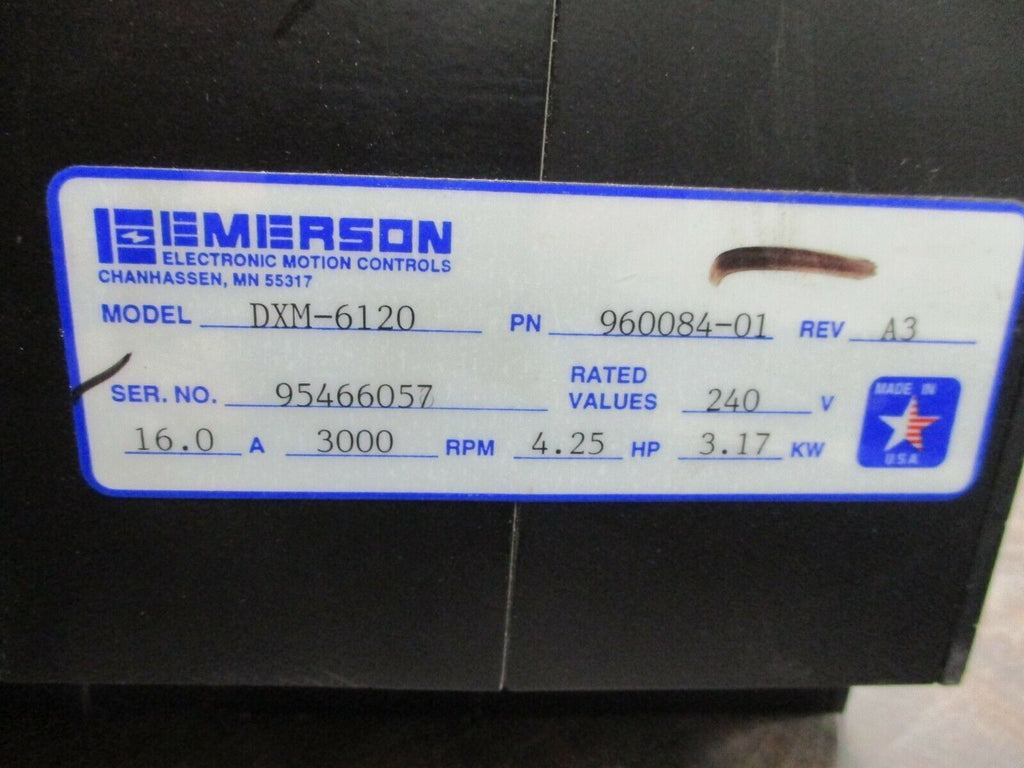 EMERSON
ELECTRONIC MOTION CONTROLS
CHANHASSEN, MN 55317
MODEL DXM-6120 PN 960084-01 REV A3
SER. NO. 95466057 RATED VALUES 240 V
16.0 A 3000 RPM 4.25 HP 3.17 KW
MADE IN
U.S.A.